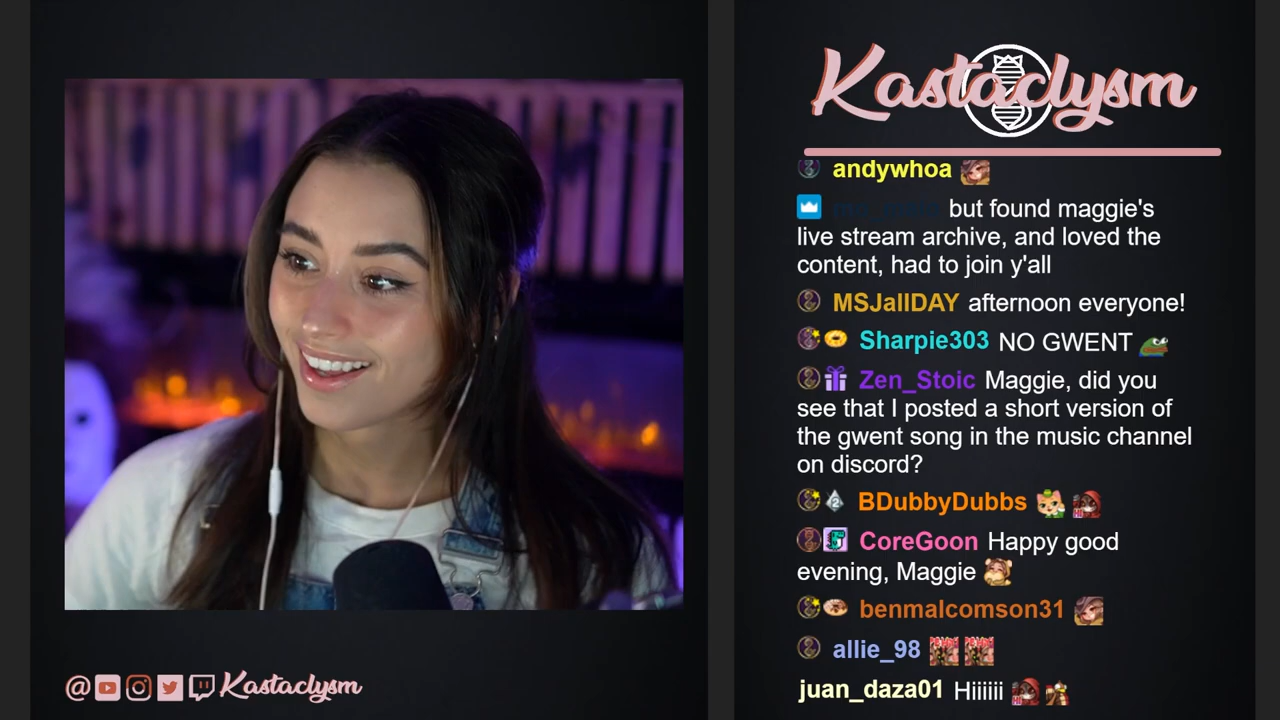 Kastaclysm
andywhoa
but found maggie's
live stream archive, and loved the
content, had to join y'all
MSJallDAY afternoon everyone!
Sharpie303 NO GWENT
Zen_Stoic Maggie, did you
see that I posted a short version of
the gwent song in the music channel
on discord?
BDubbyDubbs
CoreGoon Happy good
evening, Maggie
benmalcomson31
allie_98
juan_daza01 Hiiiiii
@ Kastaclysm